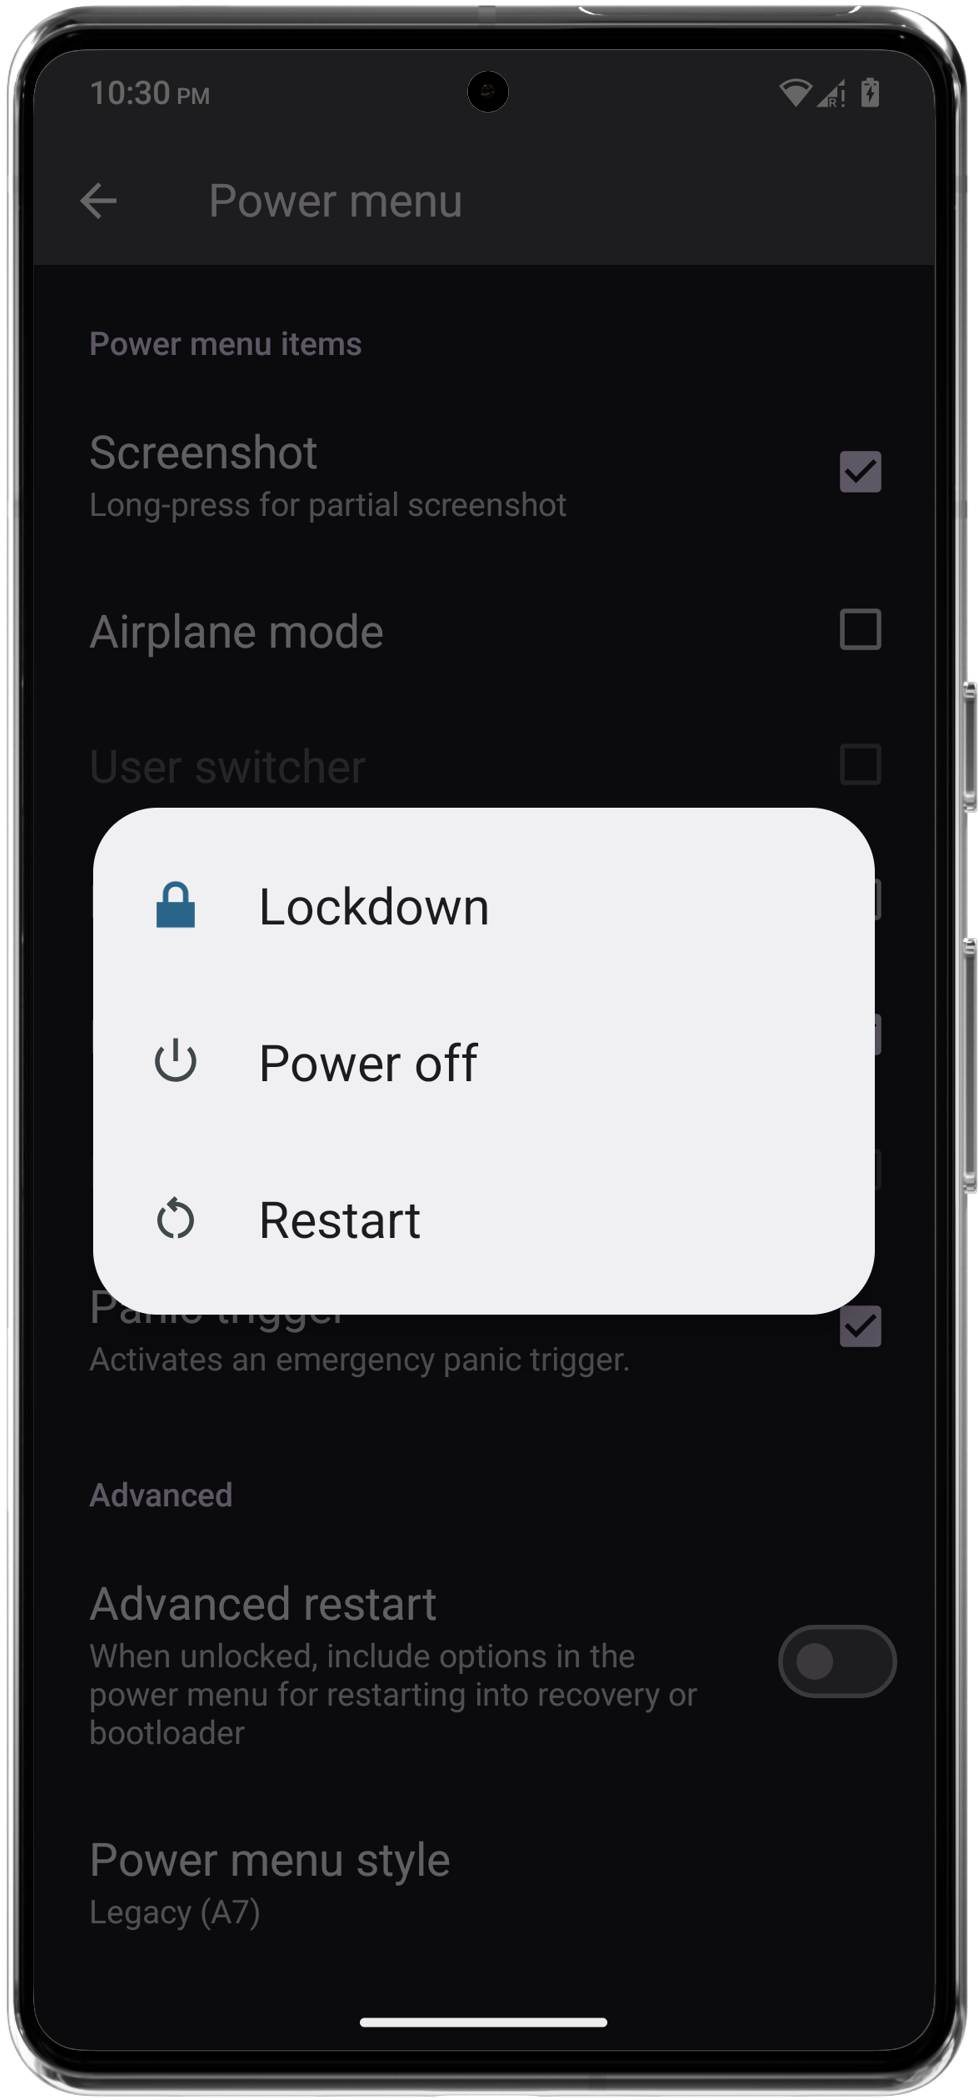 10:30 PM
R
Power menu
Power menu items
Screenshot
Long-press for partial screenshot
Airplane mode
User switcher
Lockdown
Power off
Restart
Panic trigger
Activates an emergency panic trigger.
Advanced
Advanced restart
When unlocked, include options in the
power menu for restarting into recovery or
bootloader
Power menu style
Legacy (A7)